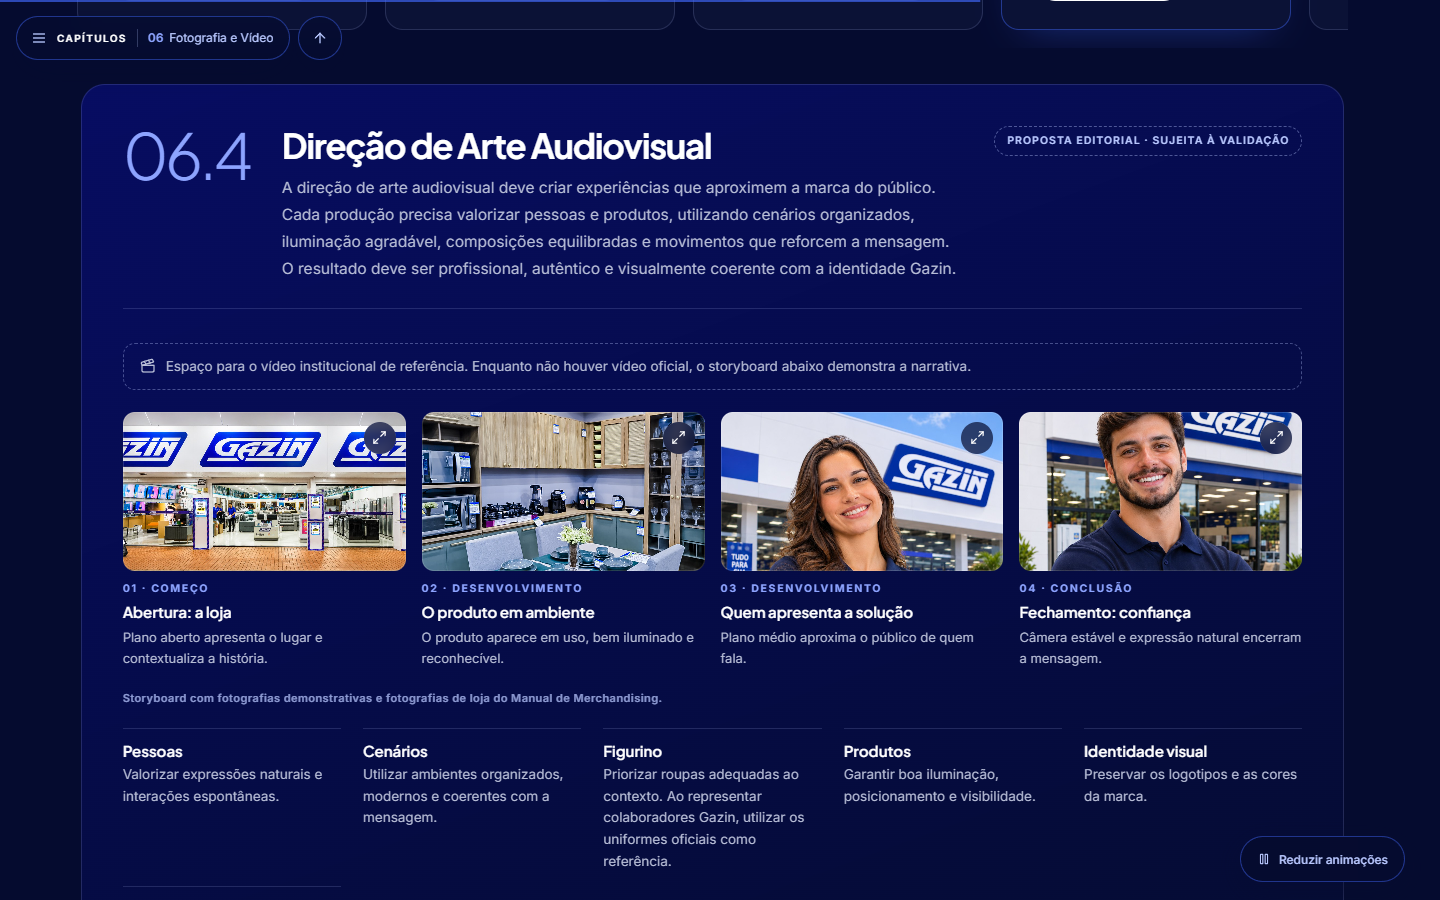 CAPÍTULOS
06 Fotografia e Vídeo
06.4
Direção de Arte Audiovisual
PROPOSTA EDITORIAL · SUJEITA À VALIDAÇÃO
A direção de arte audiovisual deve criar experiências que aproximem a marca do público.
Cada produção precisa valorizar pessoas e produtos, utilizando cenários organizados,
iluminação agradável, composições equilibradas e movimentos que reforcem a mensagem.
O resultado deve ser profissional, autêntico e visualmente coerente com a identidade Gazin.
Espaço para o vídeo institucional de referência. Enquanto não houver vídeo oficial, o storyboard abaixo demonstra a narrativa.
ZIN GAZIN GAZIN
GAZIN
TUDO
PARA
GAZIN
01 · COMEÇO
Abertura: a loja
Plano aberto apresenta o lugar e
contextualiza a história.
02 · DESENVOLVIMENTO
O produto em ambiente
O produto aparece em uso, bem iluminado e
reconhecível.
03 · DESENVOLVIMENTO
Quem apresenta a solução
Plano médio aproxima o público de quem
fala.
04 · CONCLUSÃO
Fechamento: confiança
Câmera estável e expressão natural encerram
a mensagem.
Storyboard com fotografias demonstrativas e fotografias de loja do Manual de Merchandising.
Pessoas
Valorizar expressões naturais e
interações espontâneas.
Cenários
Utilizar ambientes organizados,
modernos e coerentes com a
mensagem.
Figurino
Priorizar roupas adequadas ao
contexto. Ao representar
colaboradores Gazin, utilizar os
uniformes oficiais como
referência.
Produtos
Garantir boa iluminação,
posicionamento e visibilidade.
Identidade visual
Preservar os logotipos e as cores
da marca.
Reduzir animações